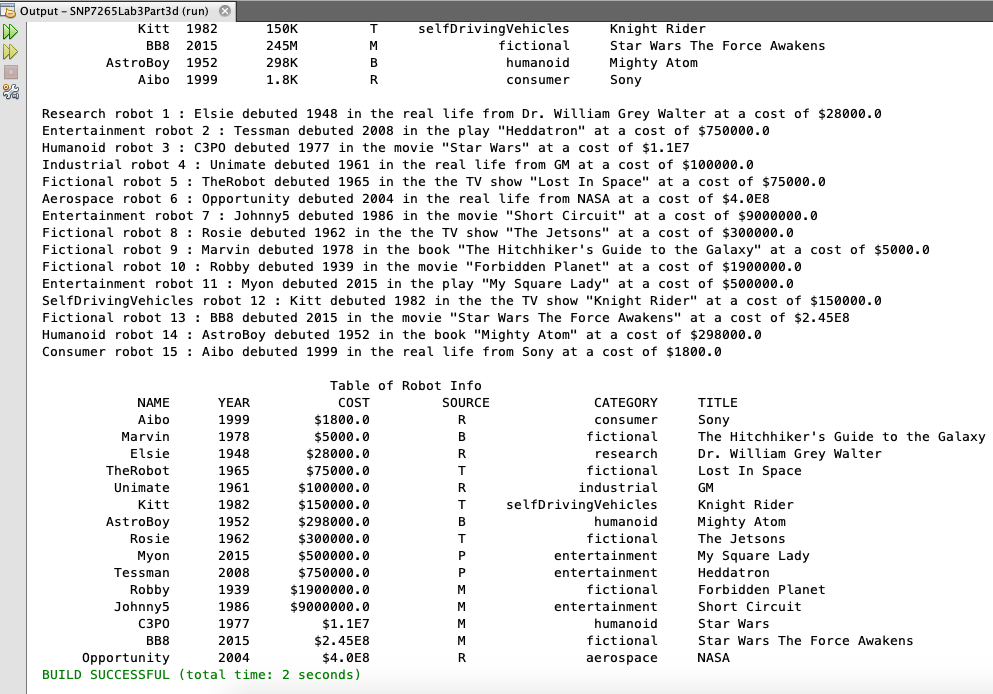 Output – SNP7265Lab3Part3d (run)
Kitt 1982 150K T selfDrivingVehicles Knight Rider
BB8 2015 245M M fictional Star Wars The Force Awakens
AstroBoy 1952 298K B humanoid Mighty Atom
Aibo 1999 1.8K R consumer Sony
Research robot 1 : Elsie debuted 1948 in the real life from Dr. William Grey Walter at a cost of $28000.0
Entertainment robot 2 : Tessman debuted 2008 in the play "Heddatron" at a cost of $750000.0
Humanoid robot 3 : C3PO debuted 1977 in the movie "Star Wars" at a cost of $1.1E7
Industrial robot 4 : Unimate debuted 1961 in the real life from GM at a cost of $100000.0
Fictional robot 5 : TheRobot debuted 1965 in the the TV show "Lost In Space" at a cost of $75000.0
Aerospace robot 6 : Opportunity debuted 2004 in the real life from NASA at a cost of $4.0E8
Entertainment robot 7 : Johnny5 debuted 1986 in the movie "Short Circuit" at a cost of $9000000.0
Fictional robot 8 : Rosie debuted 1962 in the the TV show "The Jetsons" at a cost of $300000.0
Fictional robot 9 : Marvin debuted 1978 in the book "The Hitchhiker's Guide to the Galaxy" at a cost of $5000.0
Fictional robot 10 : Robby debuted 1939 in the movie "Forbidden Planet" at a cost of $1900000.0
Entertainment robot 11 : Myon debuted 2015 in the play "My Square Lady" at a cost of $500000.0
SelfDrivingVehicles robot 12 : Kitt debuted 1982 in the the TV show "Knight Rider" at a cost of $150000.0
Fictional robot 13 : BB8 debuted 2015 in the movie "Star Wars The Force Awakens" at a cost of $2.45E8
Humanoid robot 14 : AstroBoy debuted 1952 in the book "Mighty Atom" at a cost of $298000.0
Consumer robot 15 : Aibo debuted 1999 in the real life from Sony at a cost of $1800.0
Table of Robot Info
NAME YEAR COST SOURCE CATEGORY TITLE
Aibo 1999 $1800.0 R consumer Sony
Marvin 1978 $5000.0 B fictional The Hitchhiker's Guide to the Galaxy
Elsie 1948 $28000.0 R research Dr. William Grey Walter
TheRobot 1965 $75000.0 T fictional Lost In Space
Unimate 1961 $100000.0 R industrial GM
Kitt 1982 $150000.0 T selfDrivingVehicles Knight Rider
AstroBoy 1952 $298000.0 B humanoid Mighty Atom
Rosie 1962 $300000.0 T fictional The Jetsons
Myon 2015 $500000.0 P entertainment My Square Lady
Tessman 2008 $750000.0 P entertainment Heddatron
Robby 1939 $1900000.0 M fictional Forbidden Planet
Johnny5 1986 $9000000.0 M entertainment Short Circuit
C3PO 1977 $1.1E7 M humanoid Star Wars
BB8 2015 $2.45E8 M fictional Star Wars The Force Awakens
Opportunity 2004 $4.0E8 R aerospace NASA
BUILD SUCCESSFUL (total time: 2 seconds)